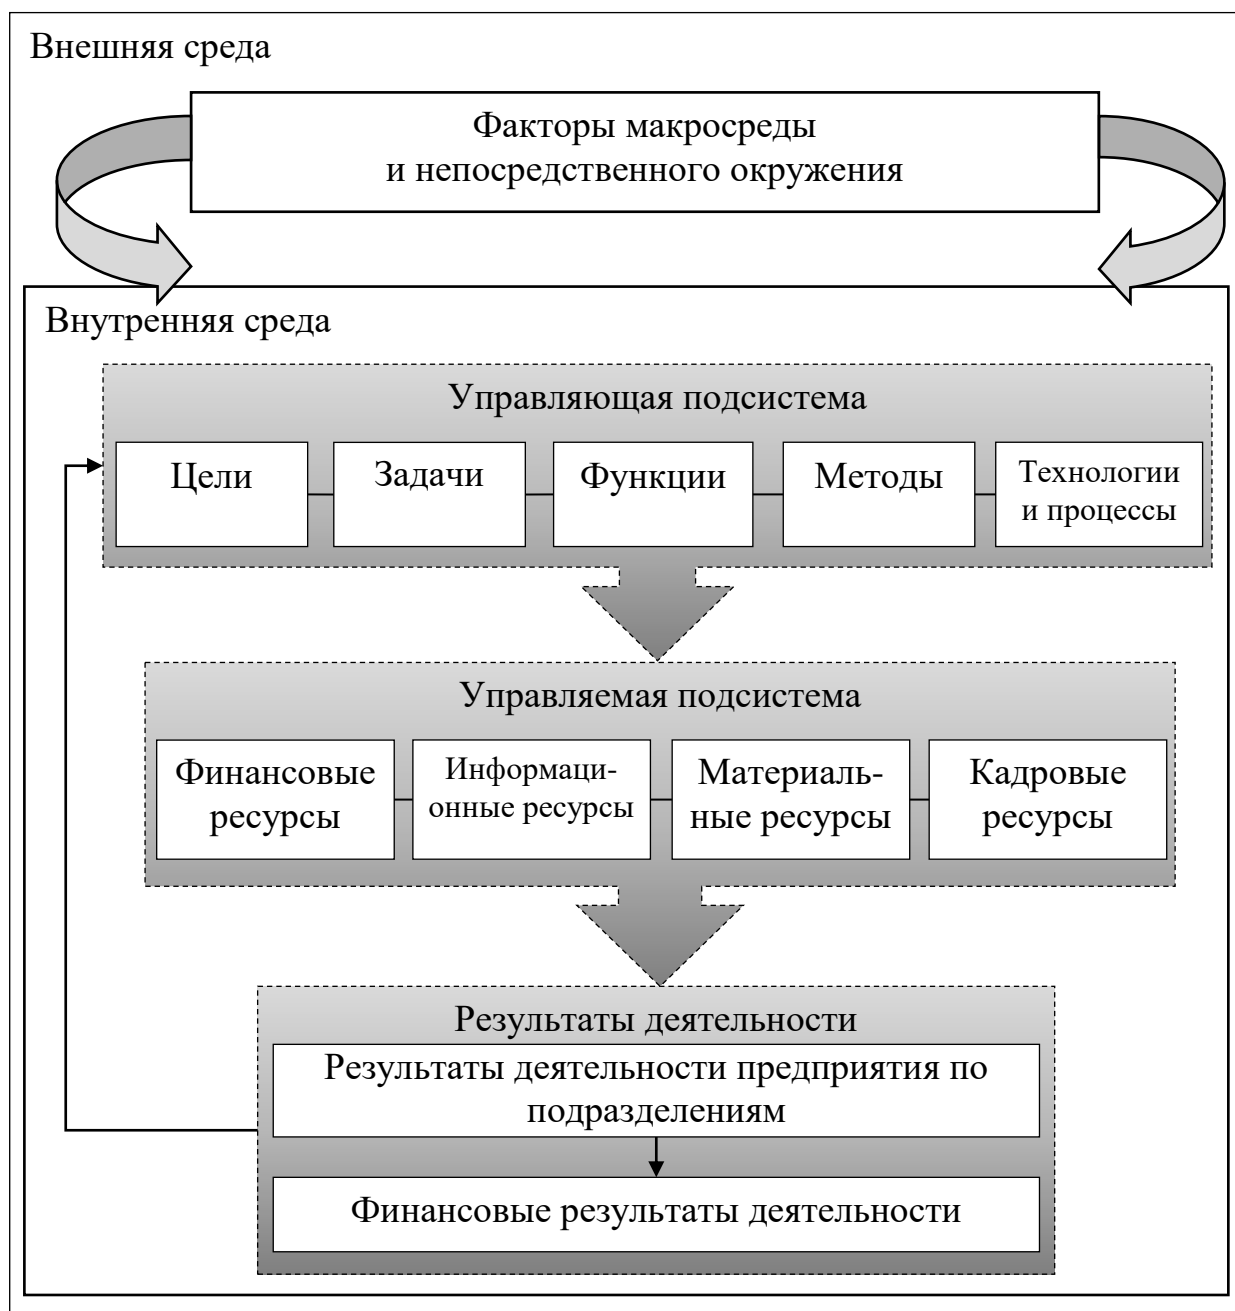 Внешняя среда
Факторы макросреды
и непосредственного окружения
Внутренняя среда
Управляющая подсистема
Цели
Задачи
Функции
Методы
Технологии
и процессы
Управляемая подсистема
Финансовые
ресурсы
Информаци-
онные ресурсы
Материаль-
ные ресурсы
Кадровые
ресурсы
Результаты деятельности
Результаты деятельности предприятия по
подразделениям
Финансовые результаты деятельности